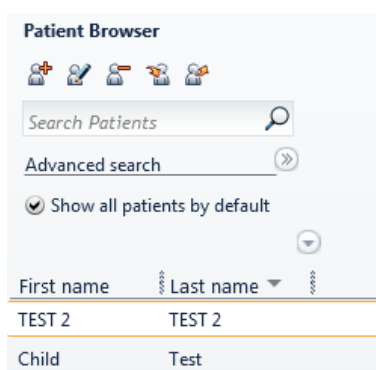 Patient Browser
Search Patients
Advanced search
Show all patients by default
First name Last name
TEST 2 TEST 2
Child Test